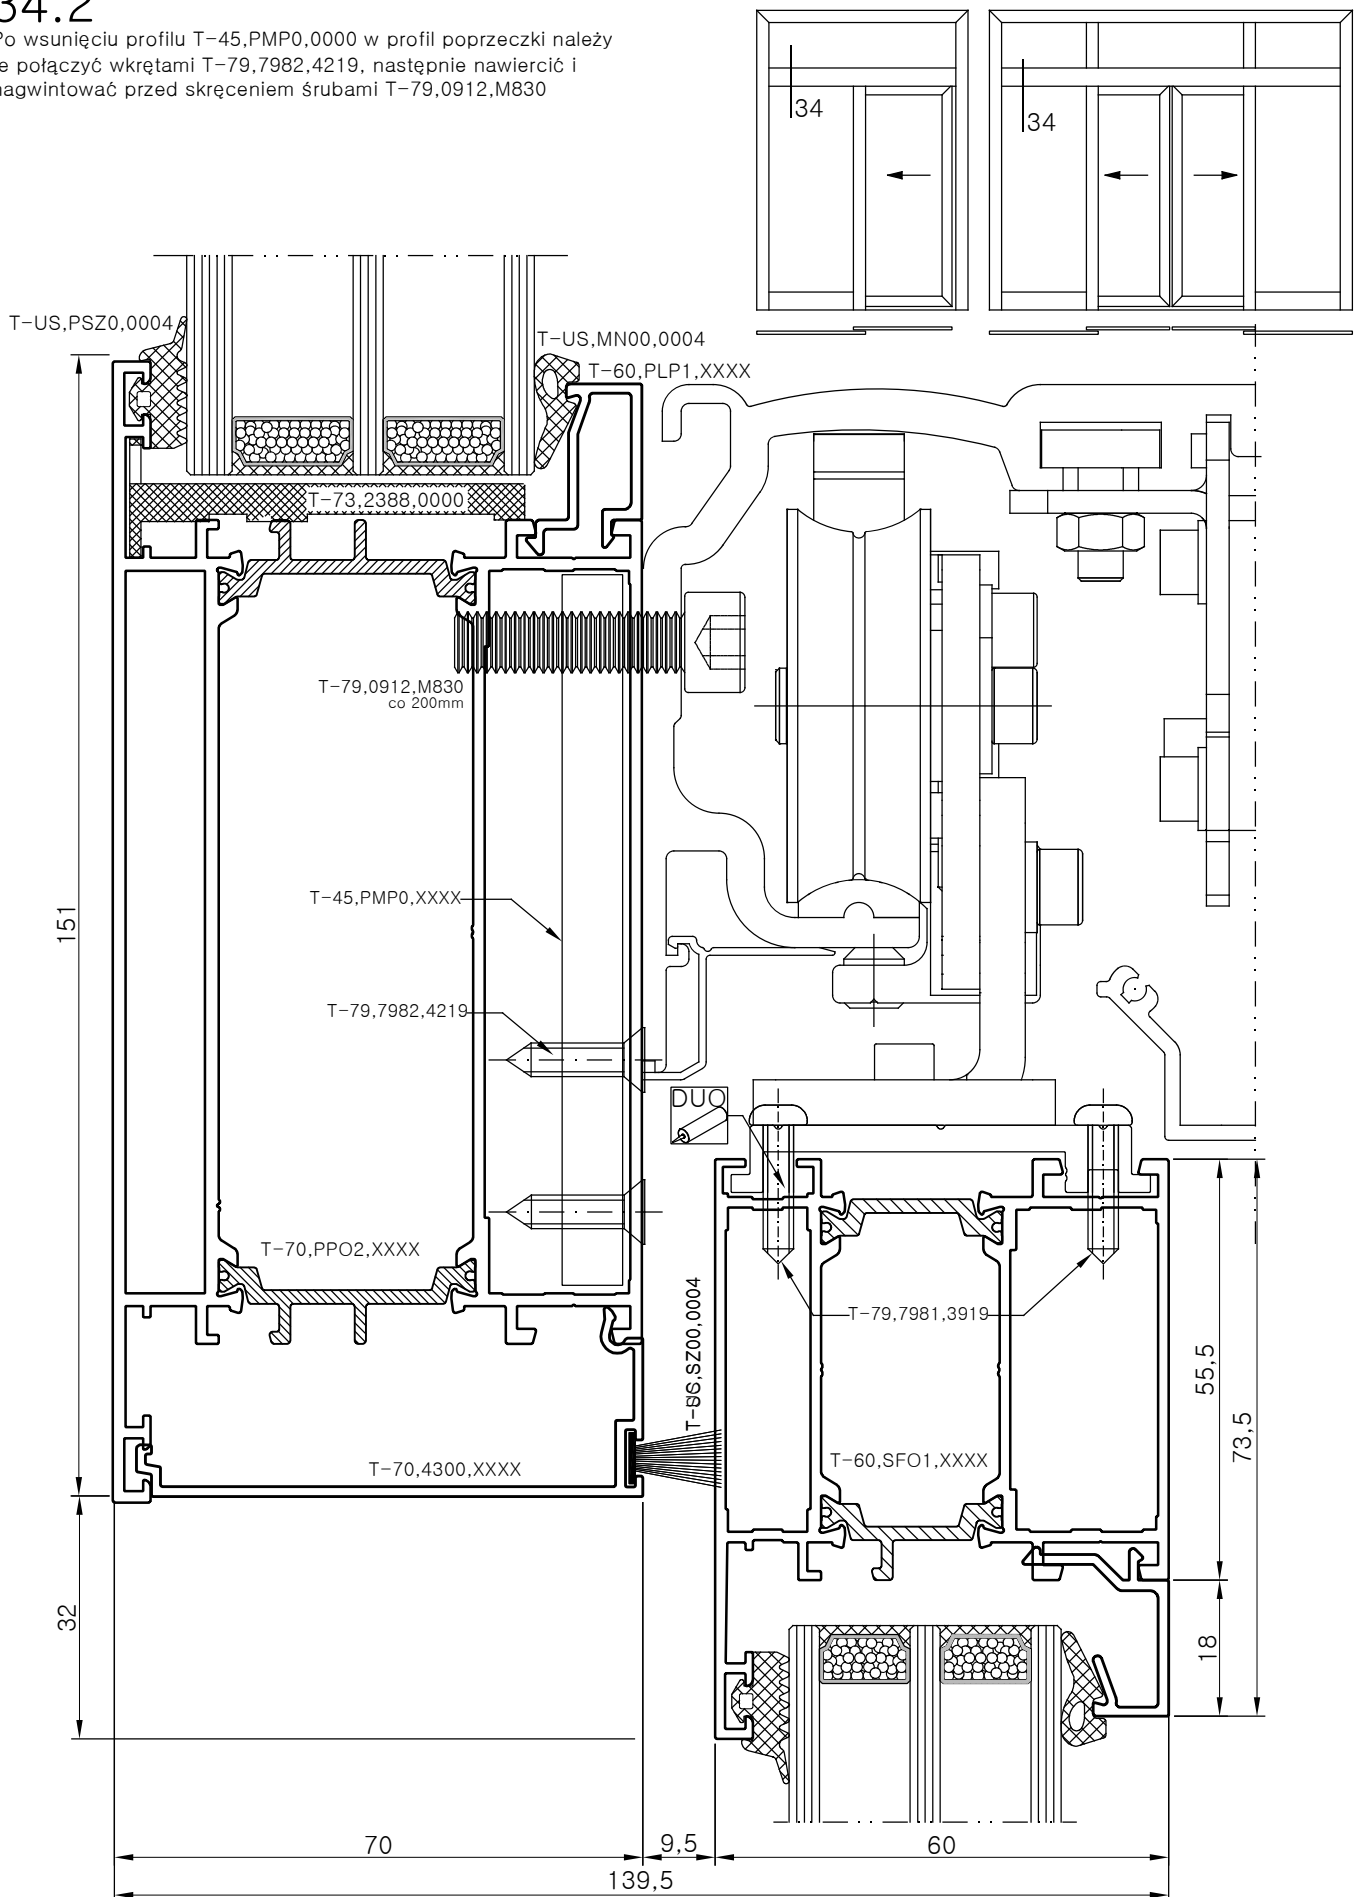 34.2
Po wsunięciu profilu T-45,PMP0,0000 w profil poprzeczki należy
je połączyć wkrętami T-79,7982,4219, następnie nawiercić i
nagwintować przed skręceniem śrubami T-79,0912,M830
34
34
T-US,PSZ0,0004
T-US,MN00,0004
T-60,PLP1,XXXX
T-73,2388,0000
T-79,0912,M830
co 200mm
T-45,PMP0,XXXX
151
T-79,7982,4219
DUO
T-70,PPO2,XXXX
T-US,SZ00,0004
T-79,7981,3919
55,5
73,5
T-60,SFO1,XXXX
T-70,4300,XXXX
32
18
70
9,5
60
139,5